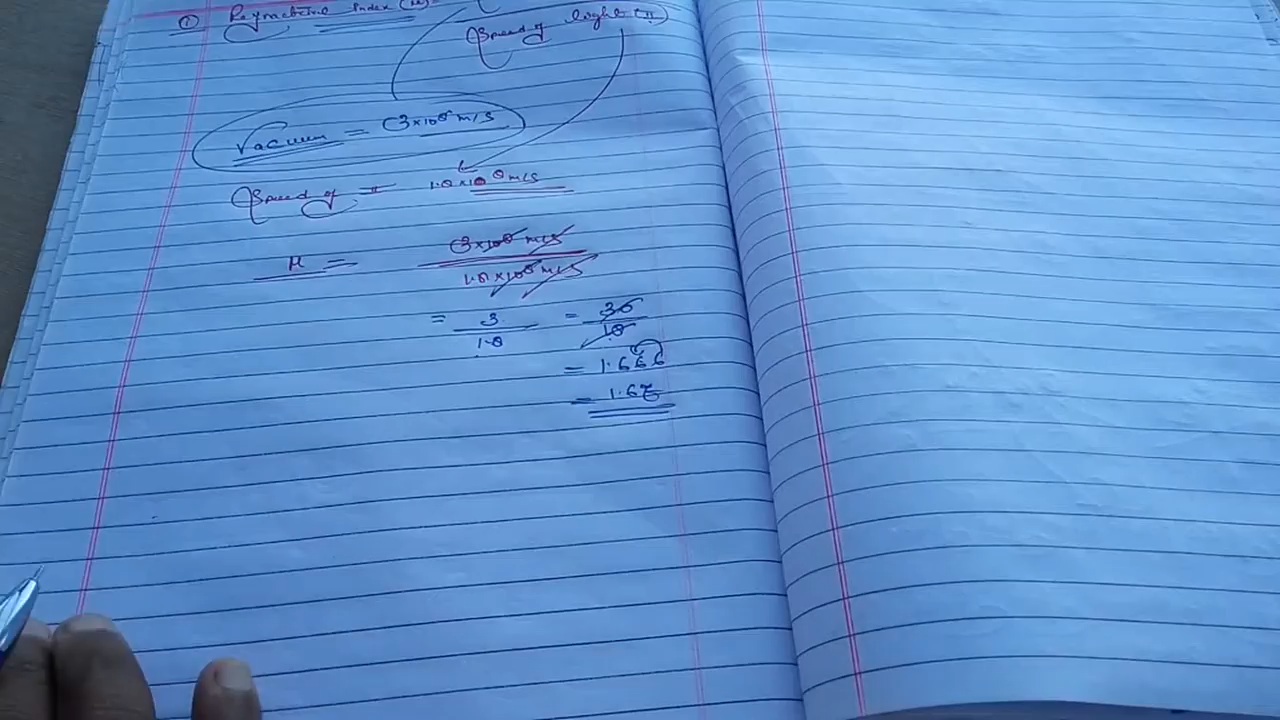 ① Refractive Index (μ) =
Speed of light (")
Vacuum = 3×10⁸ m/s
Speed of " = 1.8×10⁸ m/s
μ = 3×10⁸ m/s
1.8×10⁸ m/s
= 3 = 30
1.8 18
= 1.666
= 1.67